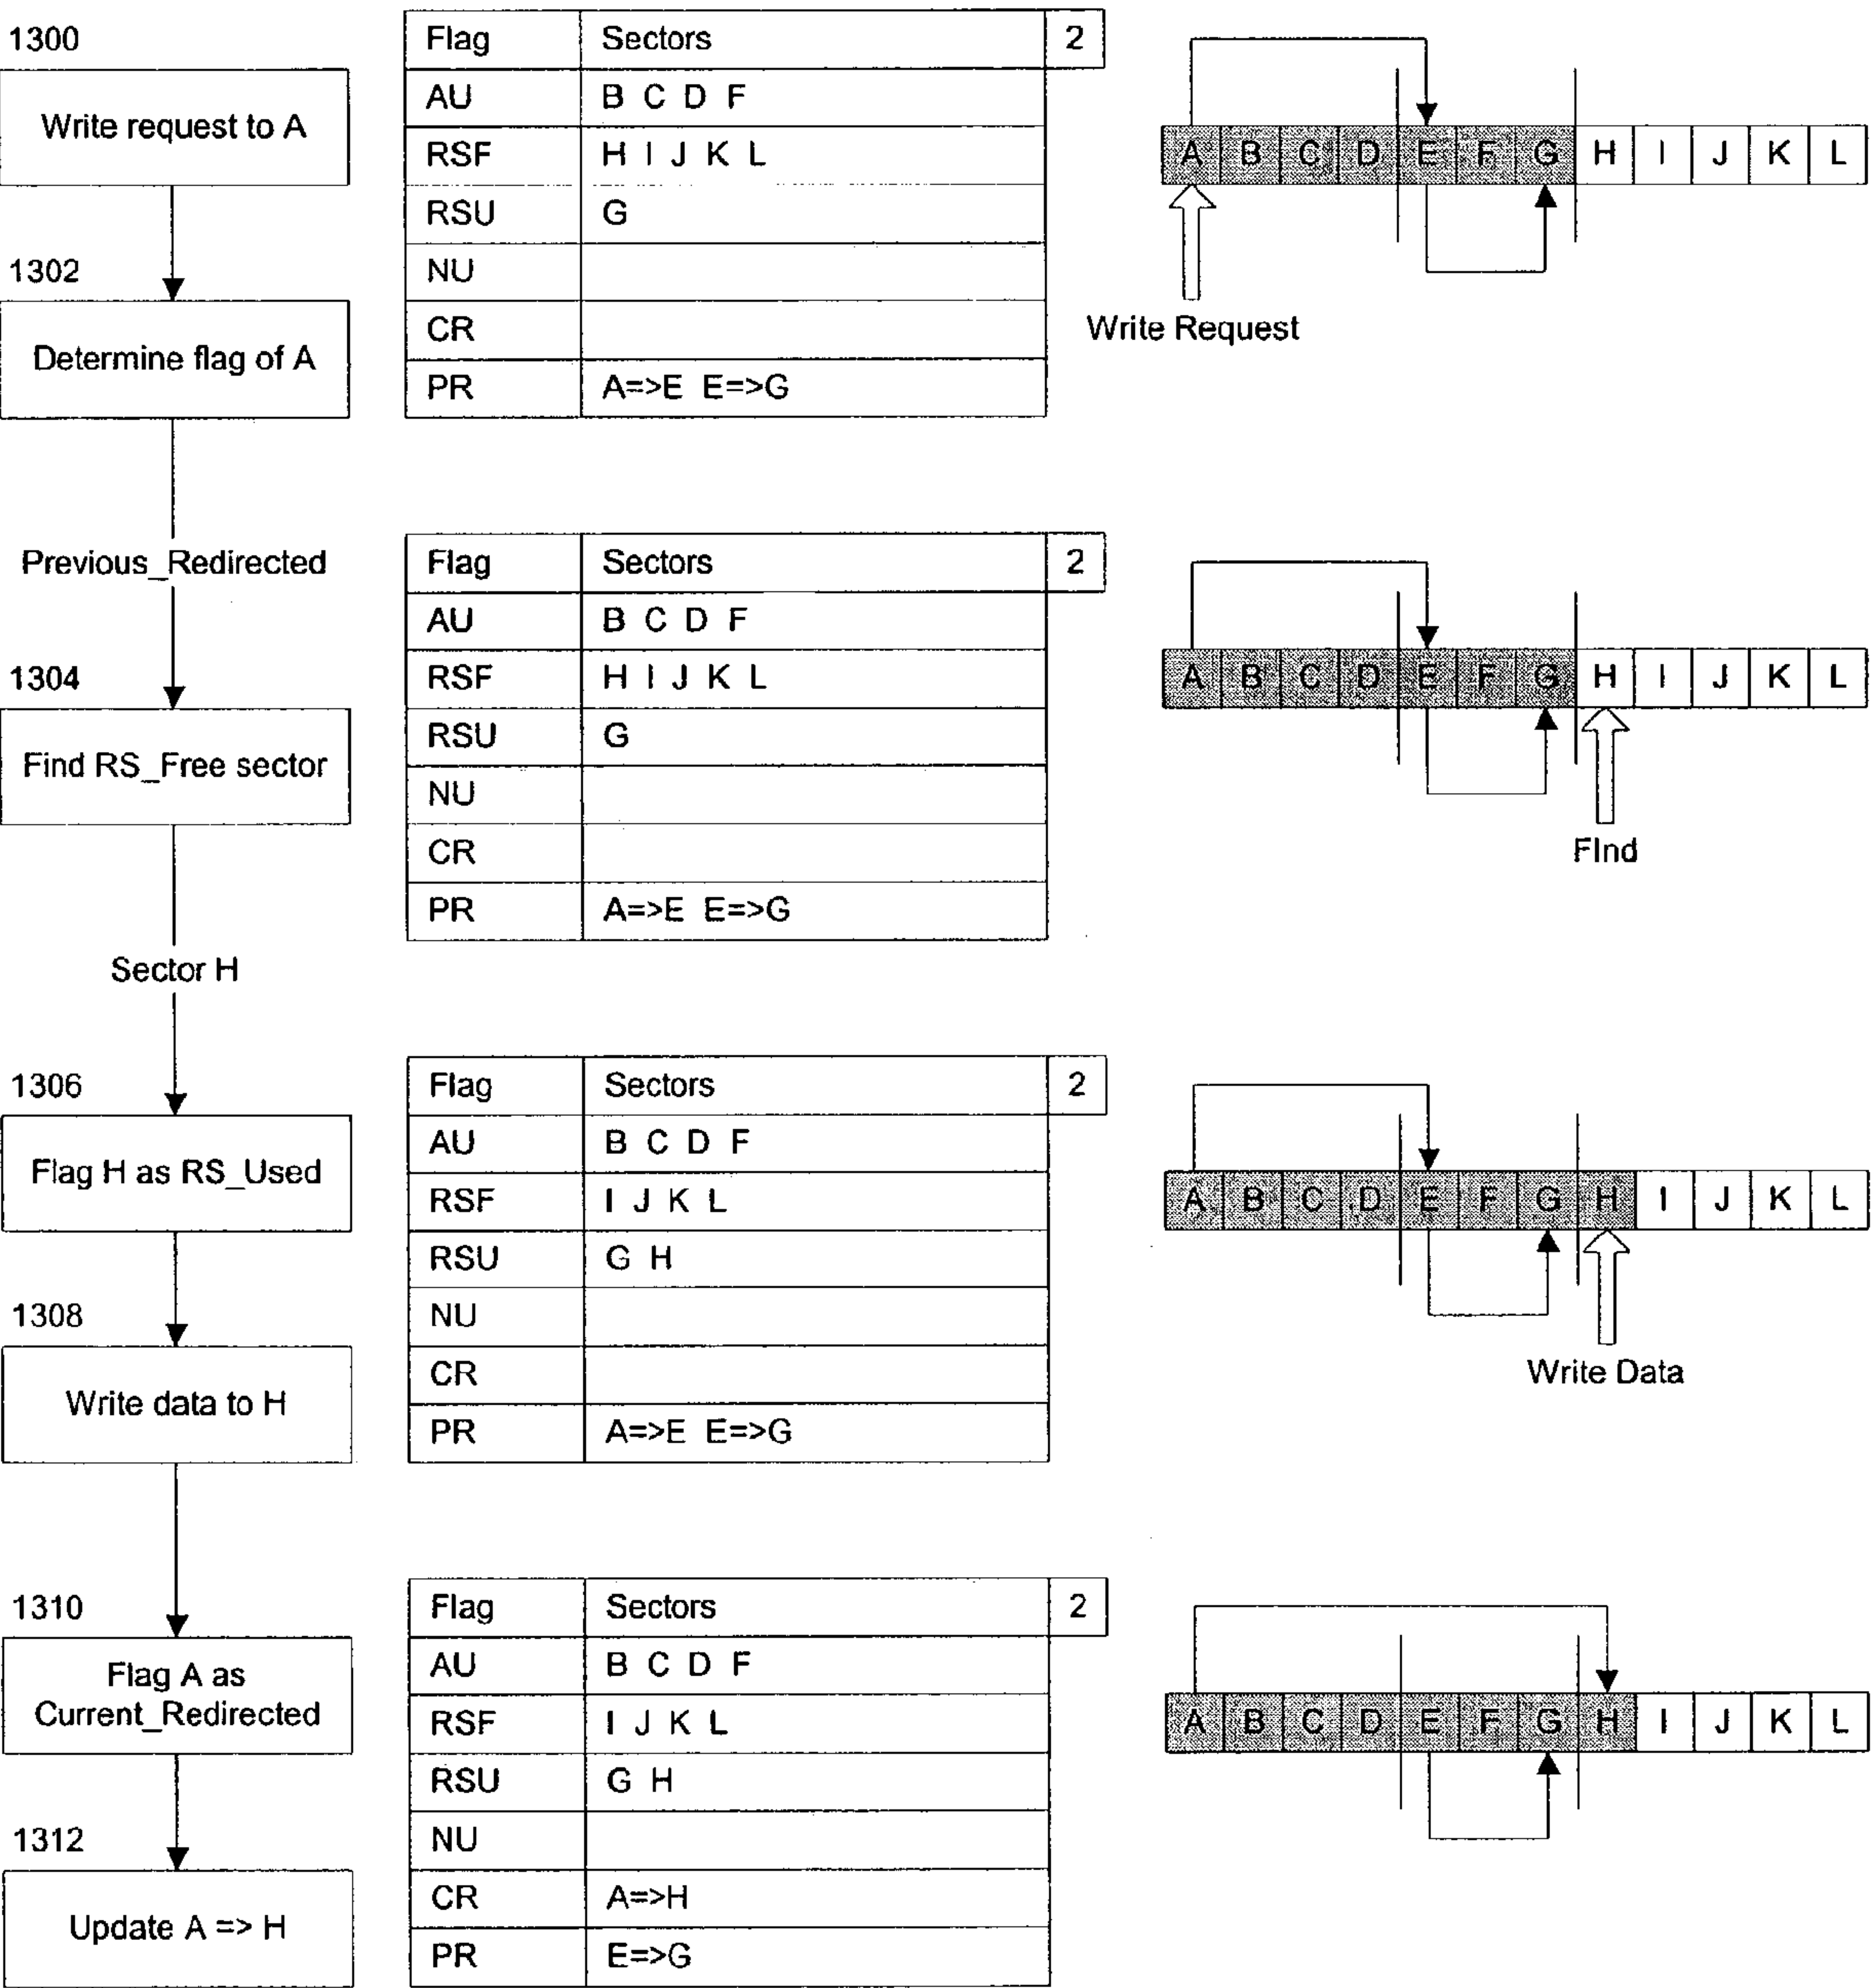 1300
Write request to A
1302
Determine flag of A
Previous_Redirected
1304
Find RS_Free sector
Sector H
1306
Flag H as RS_Used
1308
Write data to H
1310
Flag A as
Current_Redirected
1312
Update A => H
Flag Sectors 2
AU B C D F
RSF H I J K L
RSU G
NU
CR
PR A=>E E=>G
A B C D E F G H I J K L
Write Request
Flag Sectors 2
AU B C D F
RSF H I J K L
RSU G
NU
CR
PR A=>E E=>G
A B C D E F G H I J K L
FInd
Flag Sectors 2
AU B C D F
RSF I J K L
RSU G H
NU
CR
PR A=>E E=>G
A B C D E F G H I J K L
Write Data
Flag Sectors 2
AU B C D F
RSF I J K L
RSU G H
NU
CR A=>H
PR E=>G
A B C D E F G H I J K L